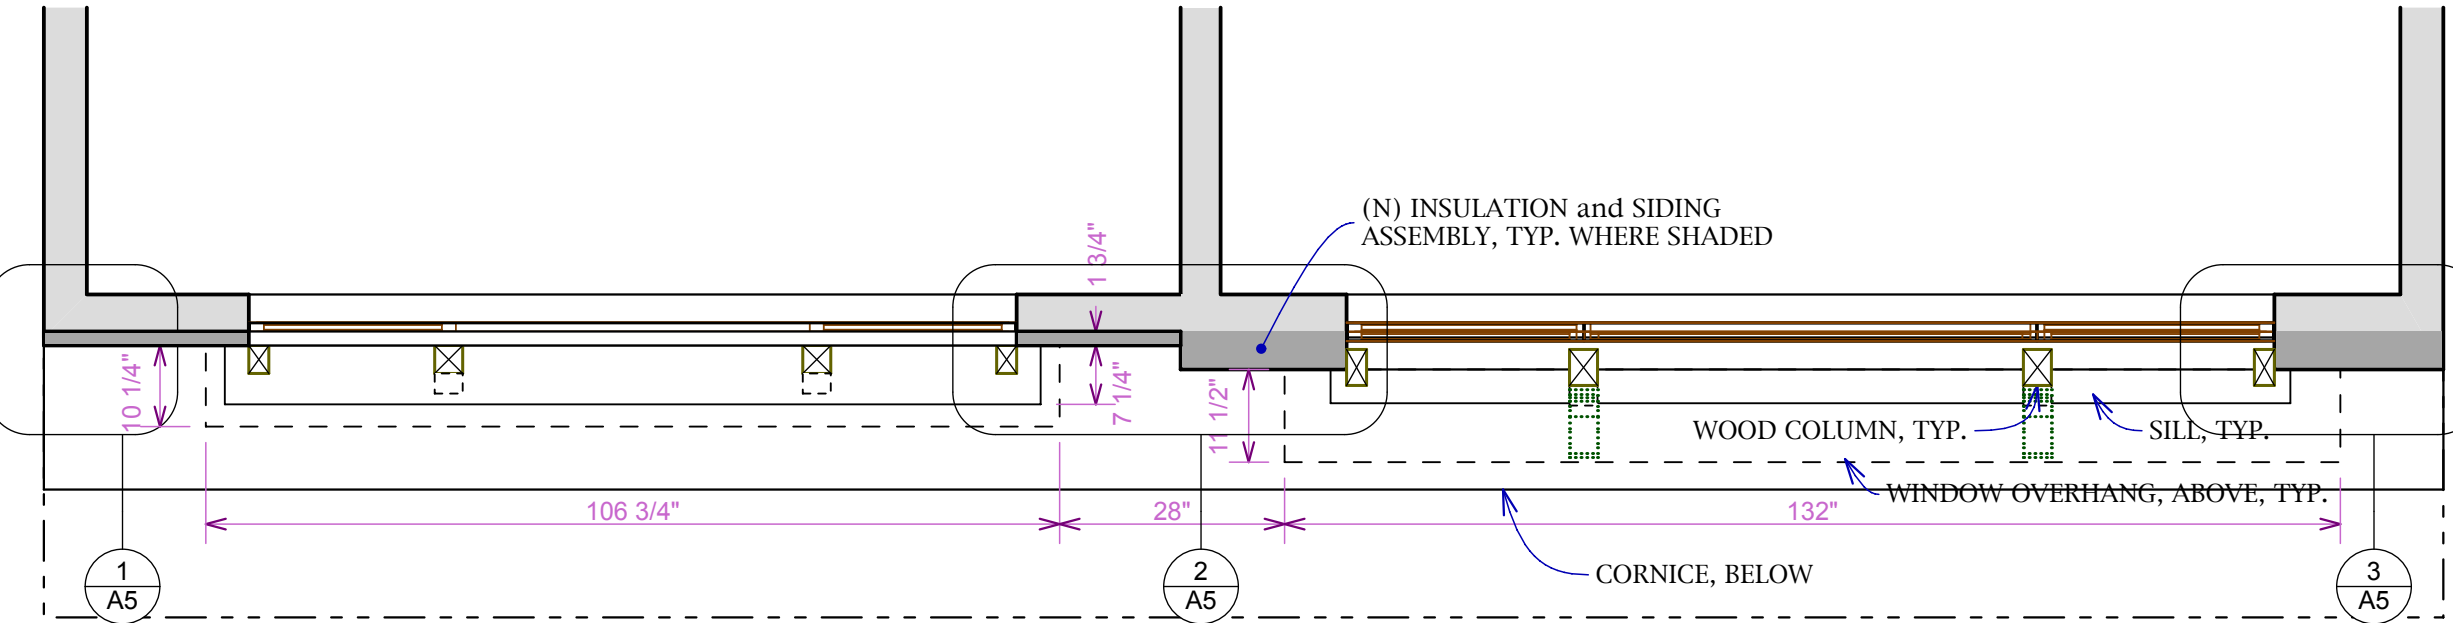 (N) INSULATION and SIDING
ASSEMBLY, TYP. WHERE SHADED
1 3/4"
10 1/4"
7 1/4"
11 1/2"
WOOD COLUMN, TYP.
SILL, TYP.
WINDOW OVERHANG, ABOVE, TYP.
106 3/4"
28"
132"
CORNICE, BELOW
1
A5
2
A5
3
A5